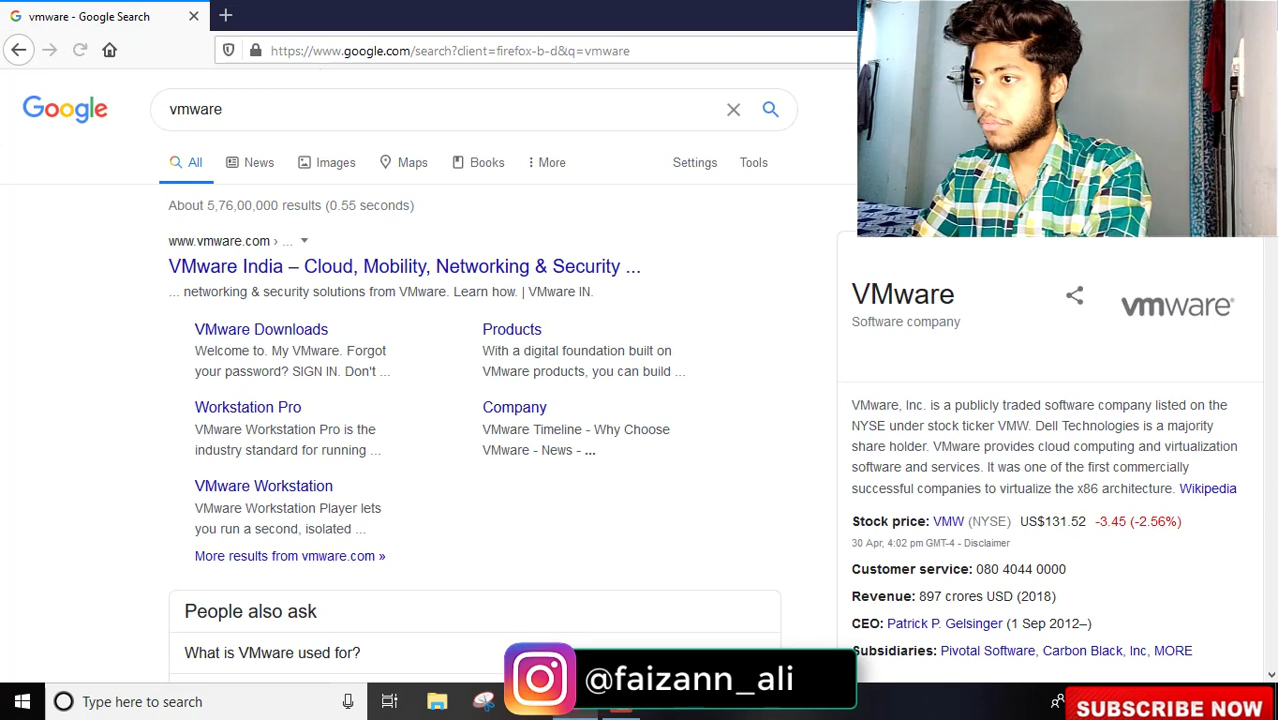 vmware - Google Search
https://www.google.com/search?client=firefox-b-d&q=vmware
Google
vmware
All News Images Maps Books More Settings Tools
About 5,76,00,000 results (0.55 seconds)
www.vmware.com › ...
VMware India – Cloud, Mobility, Networking & Security ...
... networking & security solutions from VMware. Learn how. | VMware IN.
VMware Downloads
Welcome to. My VMware. Forgot
your password? SIGN IN. Don't ...
Products
With a digital foundation built on
VMware products, you can build ...
Workstation Pro
VMware Workstation Pro is the
industry standard for running ...
Company
VMware Timeline - Why Choose
VMware - News - ...
VMware Workstation
VMware Workstation Player lets
you run a second, isolated ...
More results from vmware.com »
People also ask
What is VMware used for?
VMware
Software company
vmware®
VMware, Inc. is a publicly traded software company listed on the
NYSE under stock ticker VMW. Dell Technologies is a majority
share holder. VMware provides cloud computing and virtualization
software and services. It was one of the first commercially
successful companies to virtualize the x86 architecture. Wikipedia
Stock price: VMW (NYSE) US$131.52 -3.45 (-2.56%)
30 Apr, 4:02 pm GMT-4 - Disclaimer
Customer service: 080 4044 0000
Revenue: 897 crores USD (2018)
CEO: Patrick P. Gelsinger (1 Sep 2012–)
Subsidiaries: Pivotal Software, Carbon Black, Inc, MORE
@faizann_ali
Type here to search
SUBSCRIBE NOW